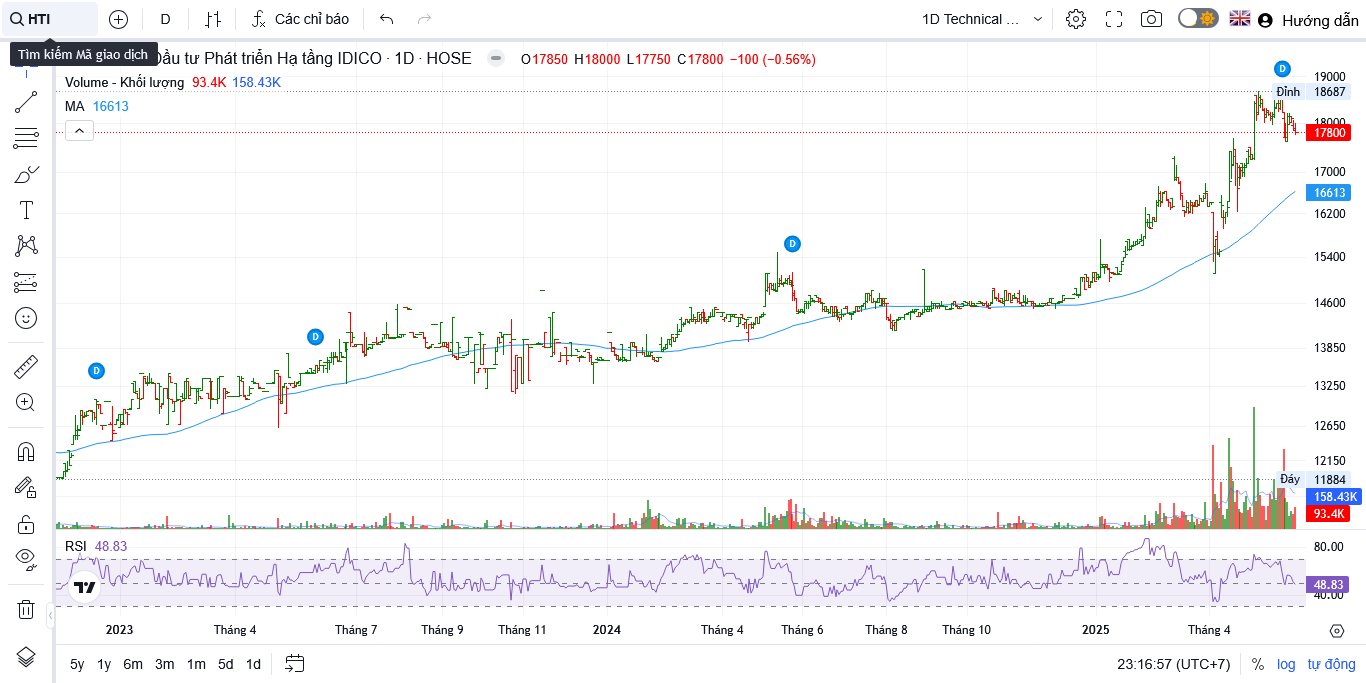 HTI
D
Các chỉ báo
1D Technical ...
Hướng dẫn
Tìm kiếm Mã giao dịch
Đầu tư Phát triển Hạ tầng IDICO · 1D · HOSE
O17850 H18000 L17750 C17800 −100 (−0.56%)
Volume - Khối lượng 93.4K 158.43K
MA 16613
D
D
D
D
19000
Đỉnh 18687
18000
17800
17000
16613
16200
15400
14600
13850
13250
12650
12150
Đáy 11884
158.43K
93.4K
RSI 48.83
80.00
48.83
40.00
2023 Tháng 4 Tháng 7 Tháng 9 Tháng 11 2024 Tháng 4 Tháng 6 Tháng 8 Tháng 10 2025 Tháng 4
5y 1y 6m 3m 1m 5d 1d
23:16:57 (UTC+7) % log tự động